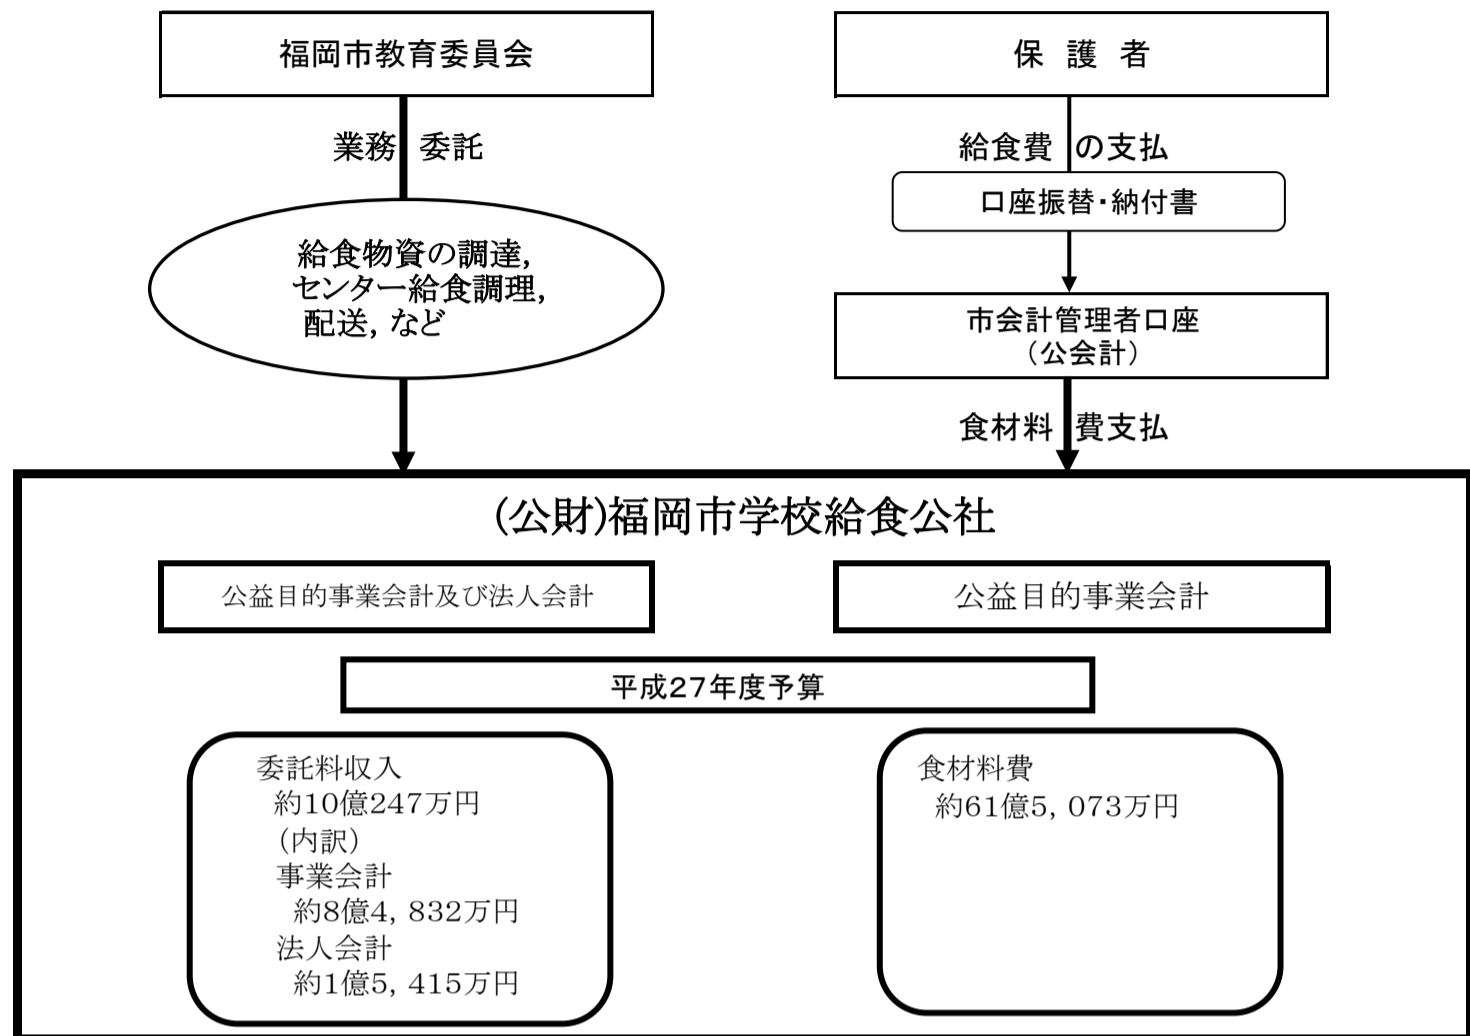 福岡市教育委員会
業務委託
給食物資の調達,
センター給食調理,
配送, など
保 護 者
給食費の支払
口座振替・納付書
市会計管理者口座
(公会計)
食材料費支払
(公財)福岡市学校給食公社
公益目的事業会計及び法人会計
公益目的事業会計
平成27年度予算
委託料収入
約10億247万円
(内訳)
事業会計
約8億4, 832万円
法人会計
約1億5, 415万円
食材料費
約61億5, 073万円